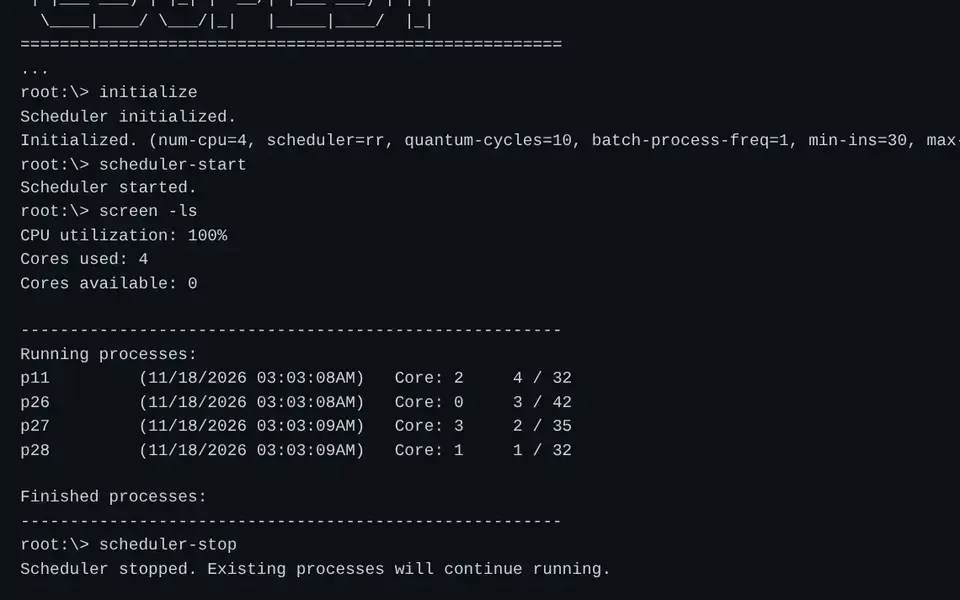 ======================================================= 
...
root:\> initialize
Scheduler initialized.
Initialized. (num-cpu=4, scheduler=rr, quantum-cycles=10, batch-process-freq=1, min-ins=30, max-
root:\> scheduler-start
Scheduler started.
root:\> screen -ls
CPU utilization: 100%
Cores used: 4
Cores available: 0
-------------------------------------------------------
Running processes:
p11         (11/18/2026 03:03:08AM)   Core: 2     4 / 32
p26         (11/18/2026 03:03:08AM)   Core: 0     3 / 42
p27         (11/18/2026 03:03:09AM)   Core: 3     2 / 35
p28         (11/18/2026 03:03:09AM)   Core: 1     1 / 32
Finished processes:
-------------------------------------------------------
root:\> scheduler-stop
Scheduler stopped. Existing processes will continue running.